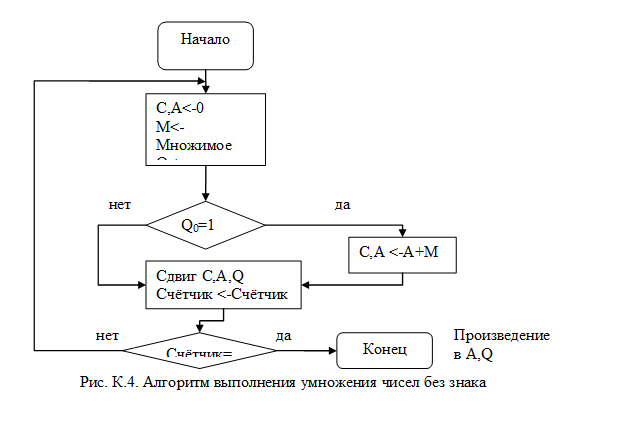 Начало
C,A<-0
M<-
Множимое
нет
да
Q₀=1
C,A <-A+M
Сдвиг C,A,Q
Счётчик <-Счётчик
нет
да
Счётчик=
Конец
Произведение
в A,Q
Рис. К.4. Алгоритм выполнения умножения чисел без знака